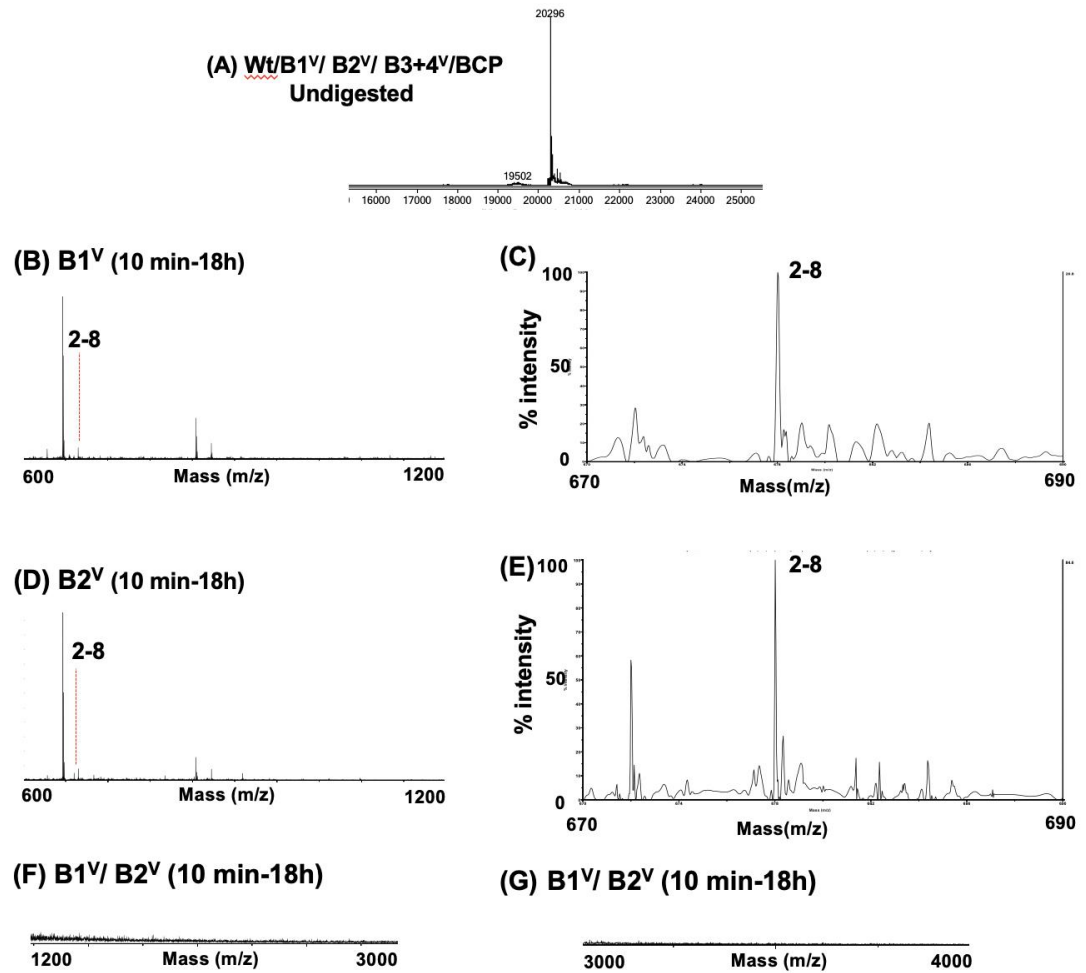 20296
(A) Wt/B1V/ B2V/ B3+4V/BCP
Undigested
19502
16000 17000 18000 19000 20000 21000 22000 23000 24000 25000
(B) B1V (10 min-18h)
2-8
600 Mass (m/z) 1200
(C)
2-8
100
50
0
% intensity
670 Mass(m/z) 690
(D) B2V (10 min-18h)
2-8
600 Mass (m/z) 1200
(E)
2-8
100
50
0
% intensity
670 Mass(m/z) 690
(F) B1V/ B2V (10 min-18h)
1200 Mass (m/z) 3000
(G) B1V/ B2V (10 min-18h)
3000 Mass (m/z) 4000